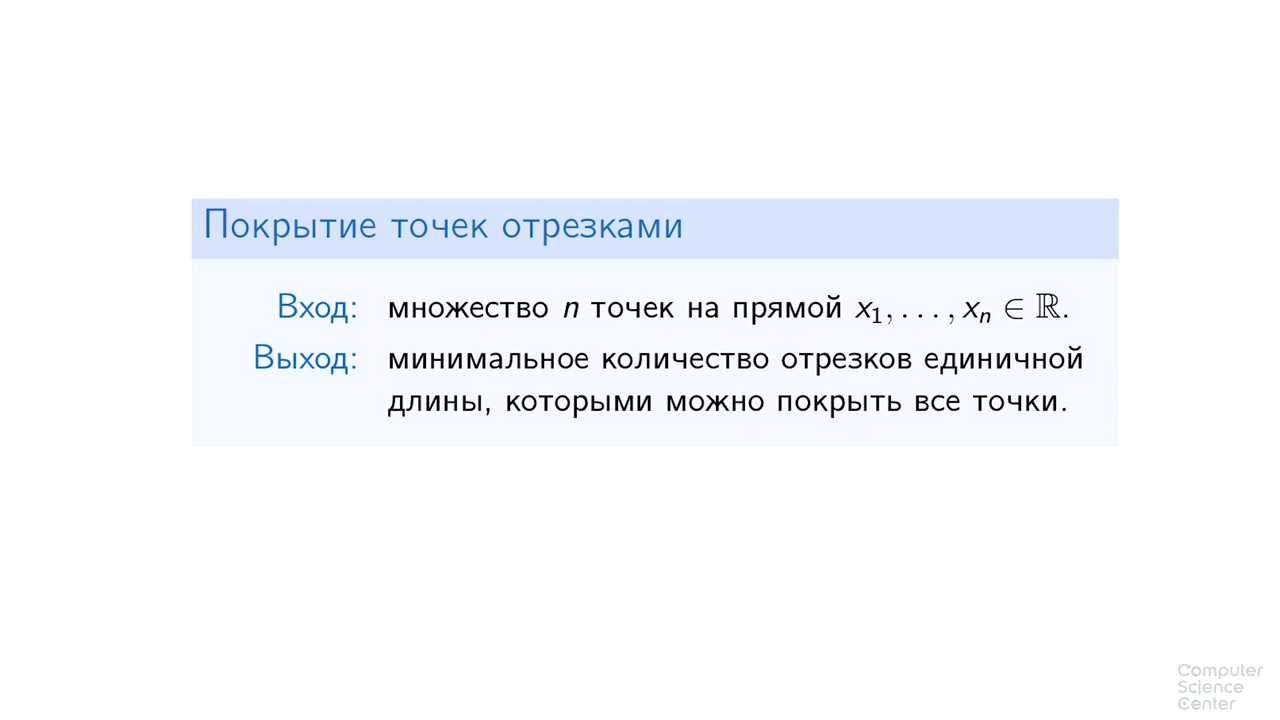 Покрытие точек отрезками
Вход: множество n точек на прямой x₁, . . . , xₙ ∈ ℝ.
Выход: минимальное количество отрезков единичной
длины, которыми можно покрыть все точки.
Computer
Science
Center